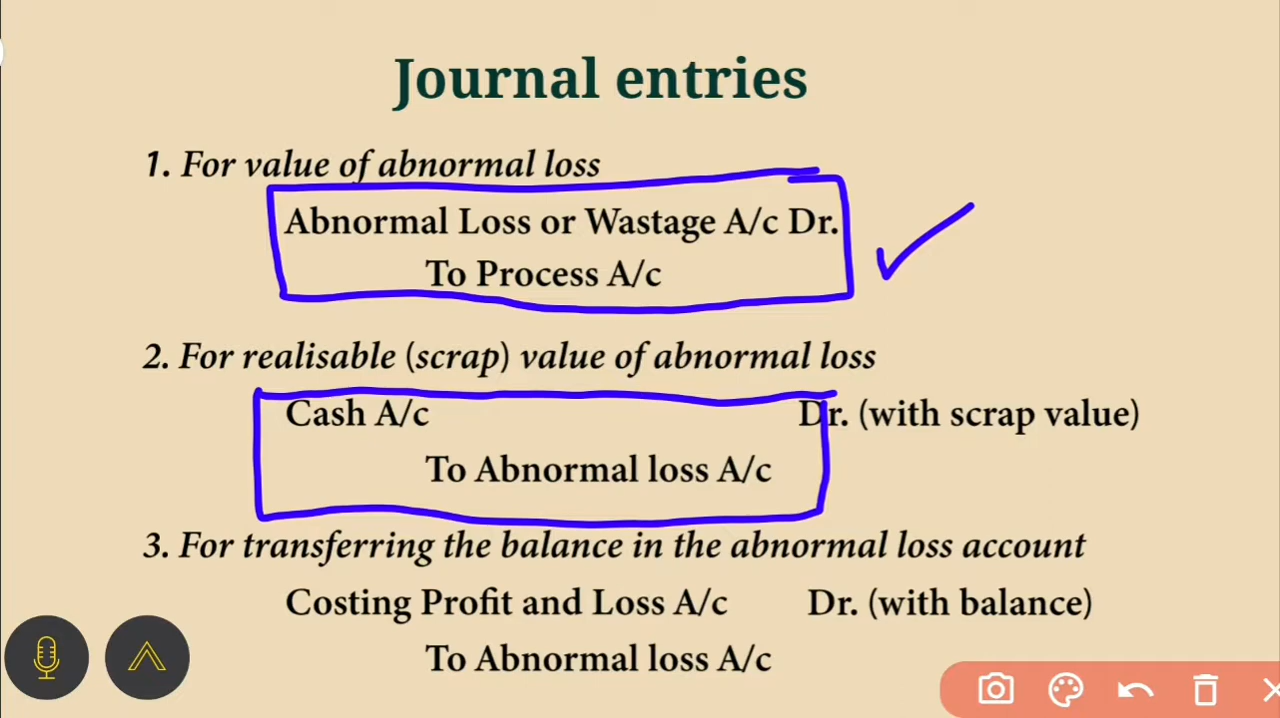 Journal entries
1. For value of abnormal loss
Abnormal Loss or Wastage A/c Dr.
To Process A/c
2. For realisable (scrap) value of abnormal loss
Cash A/c Dr. (with scrap value)
To Abnormal loss A/c
3. For transferring the balance in the abnormal loss account
Costing Profit and Loss A/c Dr. (with balance)
To Abnormal loss A/c